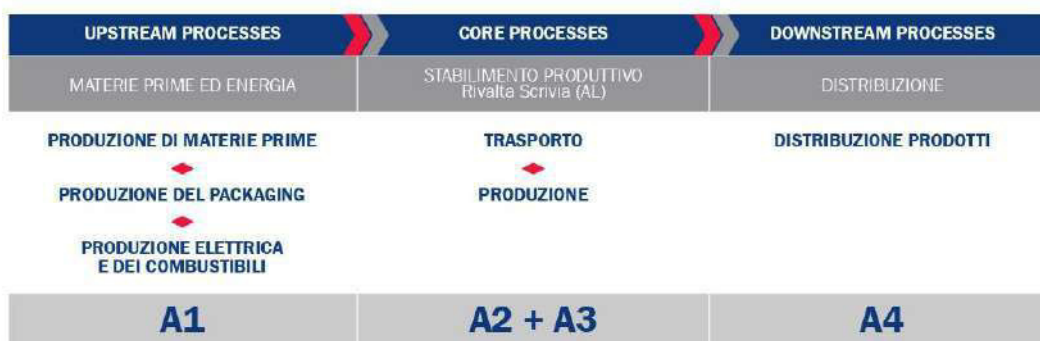 UPSTREAM PROCESSES
CORE PROCESSES
DOWNSTREAM PROCESSES
MATERIE PRIME ED ENERGIA
STABILIMENTO PRODUTTIVO
Rivalta Scrivia (AL)
DISTRIBUZIONE
PRODUZIONE DI MATERIE PRIME
TRASPORTO
DISTRIBUZIONE PRODOTTI
PRODUZIONE DEL PACKAGING
PRODUZIONE
PRODUZIONE ELETTRICA
E DEI COMBUSTIBILI
A1
A2 + A3
A4